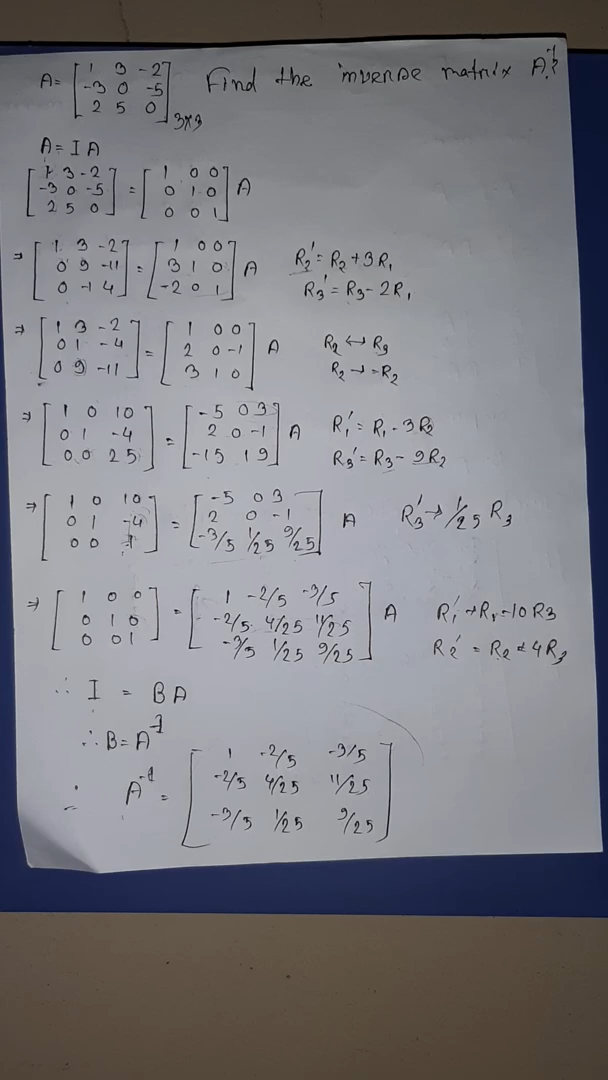 A = [ 1 3 -2 ] Find the inverse matrix A⁻¹?
[ -3 0 -5 ]
[ 2 5 0 ] 3×3
A = I A
[ 1 3 -2 ] [ 1 0 0 ]
[ -3 0 -5 ] = [ 0 1 0 ] A
[ 2 5 0 ] [ 0 0 1 ]
⇒ [ 1 3 -2 ] [ 1 0 0 ] R₂' = R₂ + 3R₁
[ 0 9 -11 ] = [ 3 1 0 ] A
[ 0 -1 4 ] [ -2 0 1 ] R₃' = R₃ - 2R₁
⇒ [ 1 3 -2 ] [ 1 0 0 ]
[ 0 1 -4 ] = [ 2 0 -1 ] A R₂ ↔ R₃
[ 0 9 -11 ] [ 3 1 0 ] R₂ → -R₂
⇒ [ 1 0 10 ] [ -5 0 3 ]
[ 0 1 -4 ] = [ 2 0 -1 ] A R₁' = R₁ - 3R₂
[ 0 0 25 ] [ -15 1 9 ] R₃' = R₃ - 9R₂
⇒ [ 1 0 10 ] [ -5 0 3 ]
[ 0 1 -4 ] = [ 2 0 -1 ] A R₃' → 1/25 R₃
[ 0 0 1 ] [ -3/5 1/25 9/25 ]
⇒ [ 1 0 0 ] [ 1 -2/5 -3/5 ]
[ 0 1 0 ] = [ -2/5 4/25 11/25 ] A R₁' → R₁ - 10R₃
[ 0 0 1 ] [ -3/5 1/25 9/25 ] R₂' = R₂ + 4R₃
∴ I = BA
∴ B = A⁻¹
∴ A⁻¹ = [ 1 -2/5 -3/5 ]
[ -2/5 4/25 11/25 ]
[ -3/5 1/25 9/25 ]